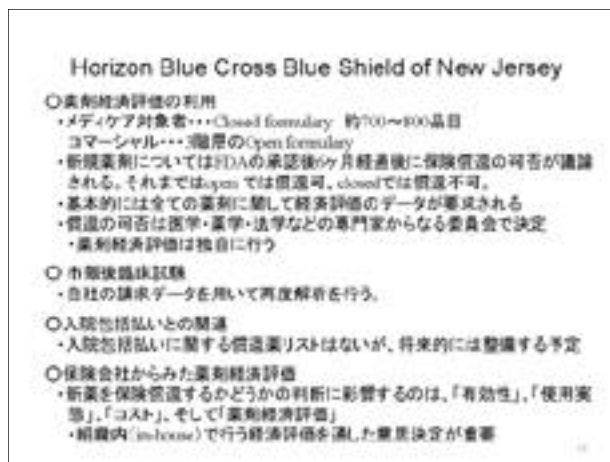 Horizon Blue Cross Blue Shield of New Jersey
○薬剤経済評価の利用
・メディケア対象者・・・Closed formulary 約700～800品目
コマーシャル・・・3階層のOpen formulary
・新規薬剤についてはFDAの承認後6ヶ月経過後に保険償還の可否が議論
される。それまではopen では償還可、closedでは償還不可。
・基本的には全ての薬剤に関して経済評価のデータが要求される
・償還の可否は医学・薬学・法学などの専門家からなる委員会で決定
・薬剤経済評価は独自に行う
○ 市販後臨床試験
・自社の請求データを用いて再度解析を行う。
○入院包括払いとの関連
・入院包括払いに関する償還薬リストはないが、将来的には整備する予定
○保険会社からみた薬剤経済評価
・新薬を保険償還するかどうかの判断に影響するのは、「有効性」、「使用実
態」、「コスト」、そして「薬剤経済評価」
・組織内(in-house)で行う経済評価を通した意思決定が重要